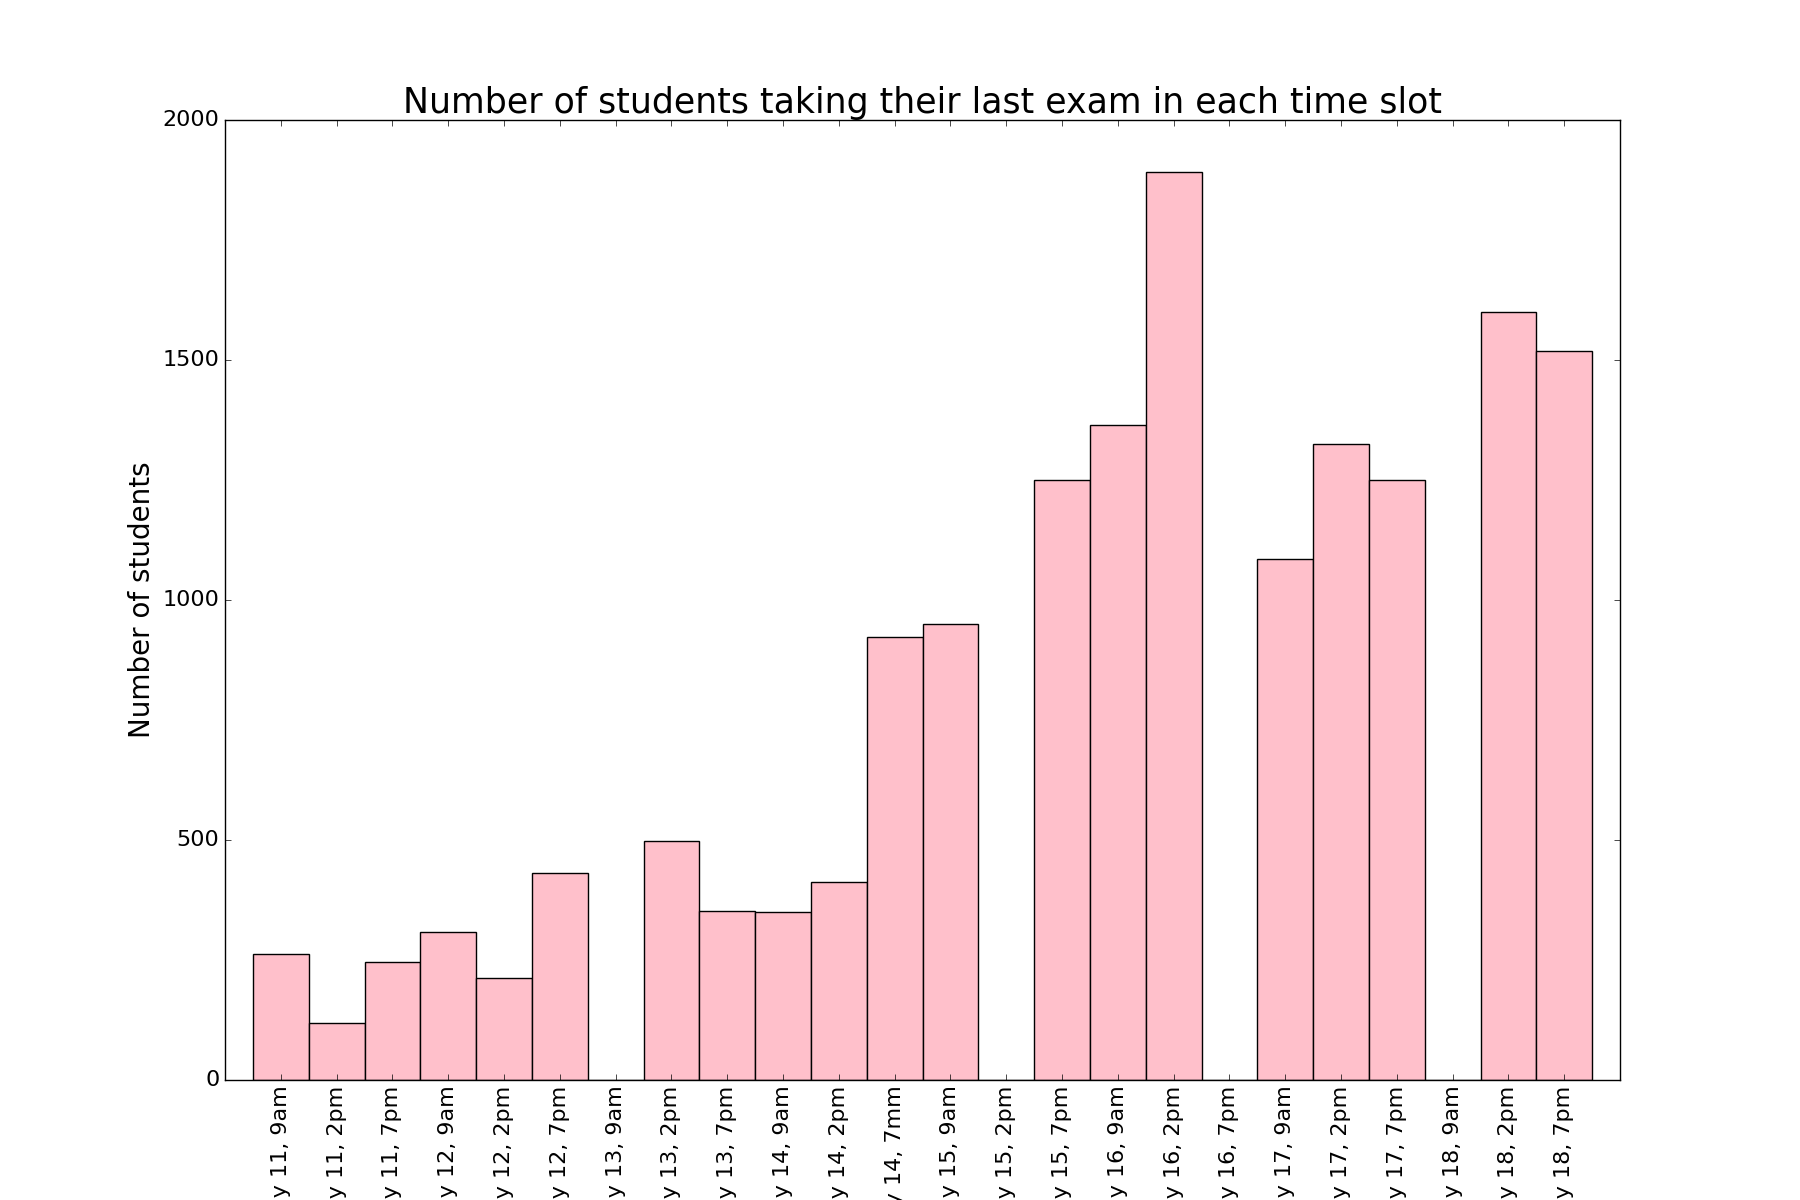 Number of students taking their last exam in each time slot
2000
1500
1000
500
0
Number of students
y 11, 9am
y 11, 2pm
y 11, 7pm
y 12, 9am
y 12, 2pm
y 12, 7pm
y 13, 9am
y 13, 2pm
y 13, 7pm
y 14, 9am
y 14, 2pm
y 14, 7mm
y 15, 9am
y 15, 2pm
y 15, 7pm
y 16, 9am
y 16, 2pm
y 16, 7pm
y 17, 9am
y 17, 2pm
y 17, 7pm
y 18, 9am
y 18, 2pm
y 18, 7pm